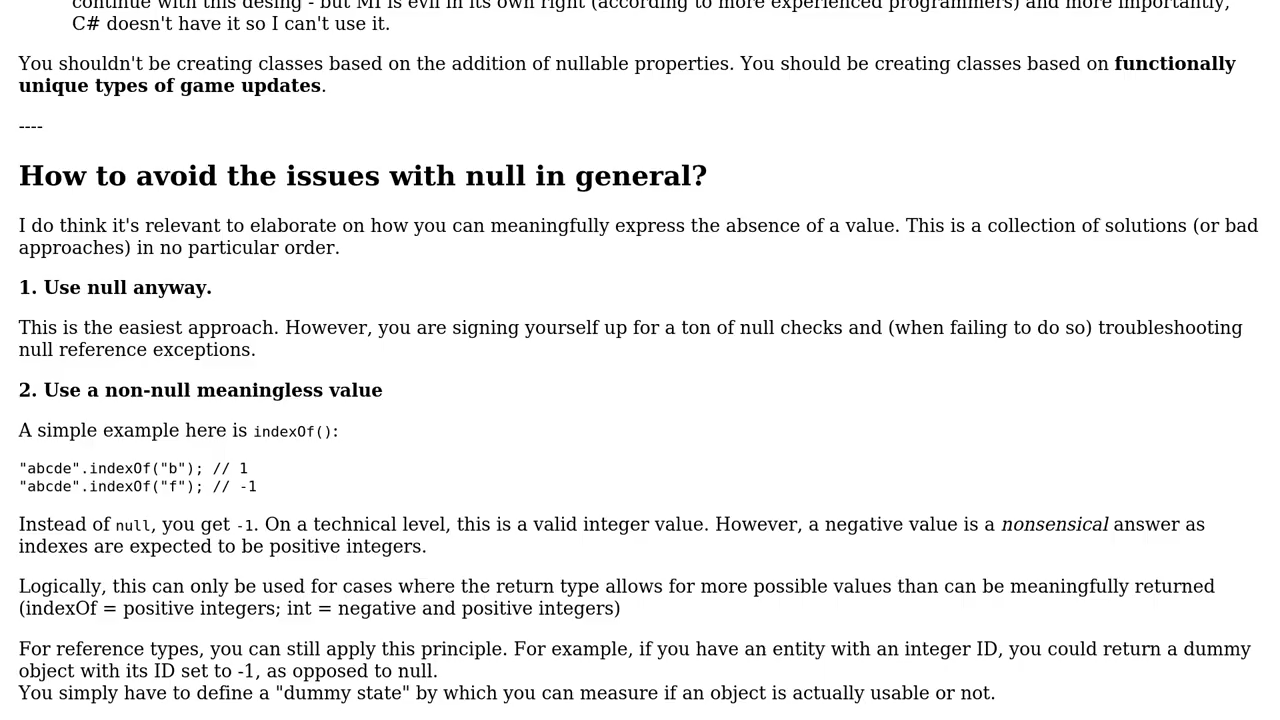 continue with this desing - but MI is evil in its own right (according to more experienced programmers) and more importantly,
C# doesn't have it so I can't use it.
You shouldn't be creating classes based on the addition of nullable properties. You should be creating classes based on functionally
unique types of game updates.
----
How to avoid the issues with null in general?
I do think it's relevant to elaborate on how you can meaningfully express the absence of a value. This is a collection of solutions (or bad
approaches) in no particular order.
1. Use null anyway.
This is the easiest approach. However, you are signing yourself up for a ton of null checks and (when failing to do so) troubleshooting
null reference exceptions.
2. Use a non-null meaningless value
A simple example here is indexOf():
"abcde".indexOf("b"); // 1
"abcde".indexOf("f"); // -1
Instead of null, you get -1. On a technical level, this is a valid integer value. However, a negative value is a nonsensical answer as
indexes are expected to be positive integers.
Logically, this can only be used for cases where the return type allows for more possible values than can be meaningfully returned
(indexOf = positive integers; int = negative and positive integers)
For reference types, you can still apply this principle. For example, if you have an entity with an integer ID, you could return a dummy
object with its ID set to -1, as opposed to null.
You simply have to define a "dummy state" by which you can measure if an object is actually usable or not.